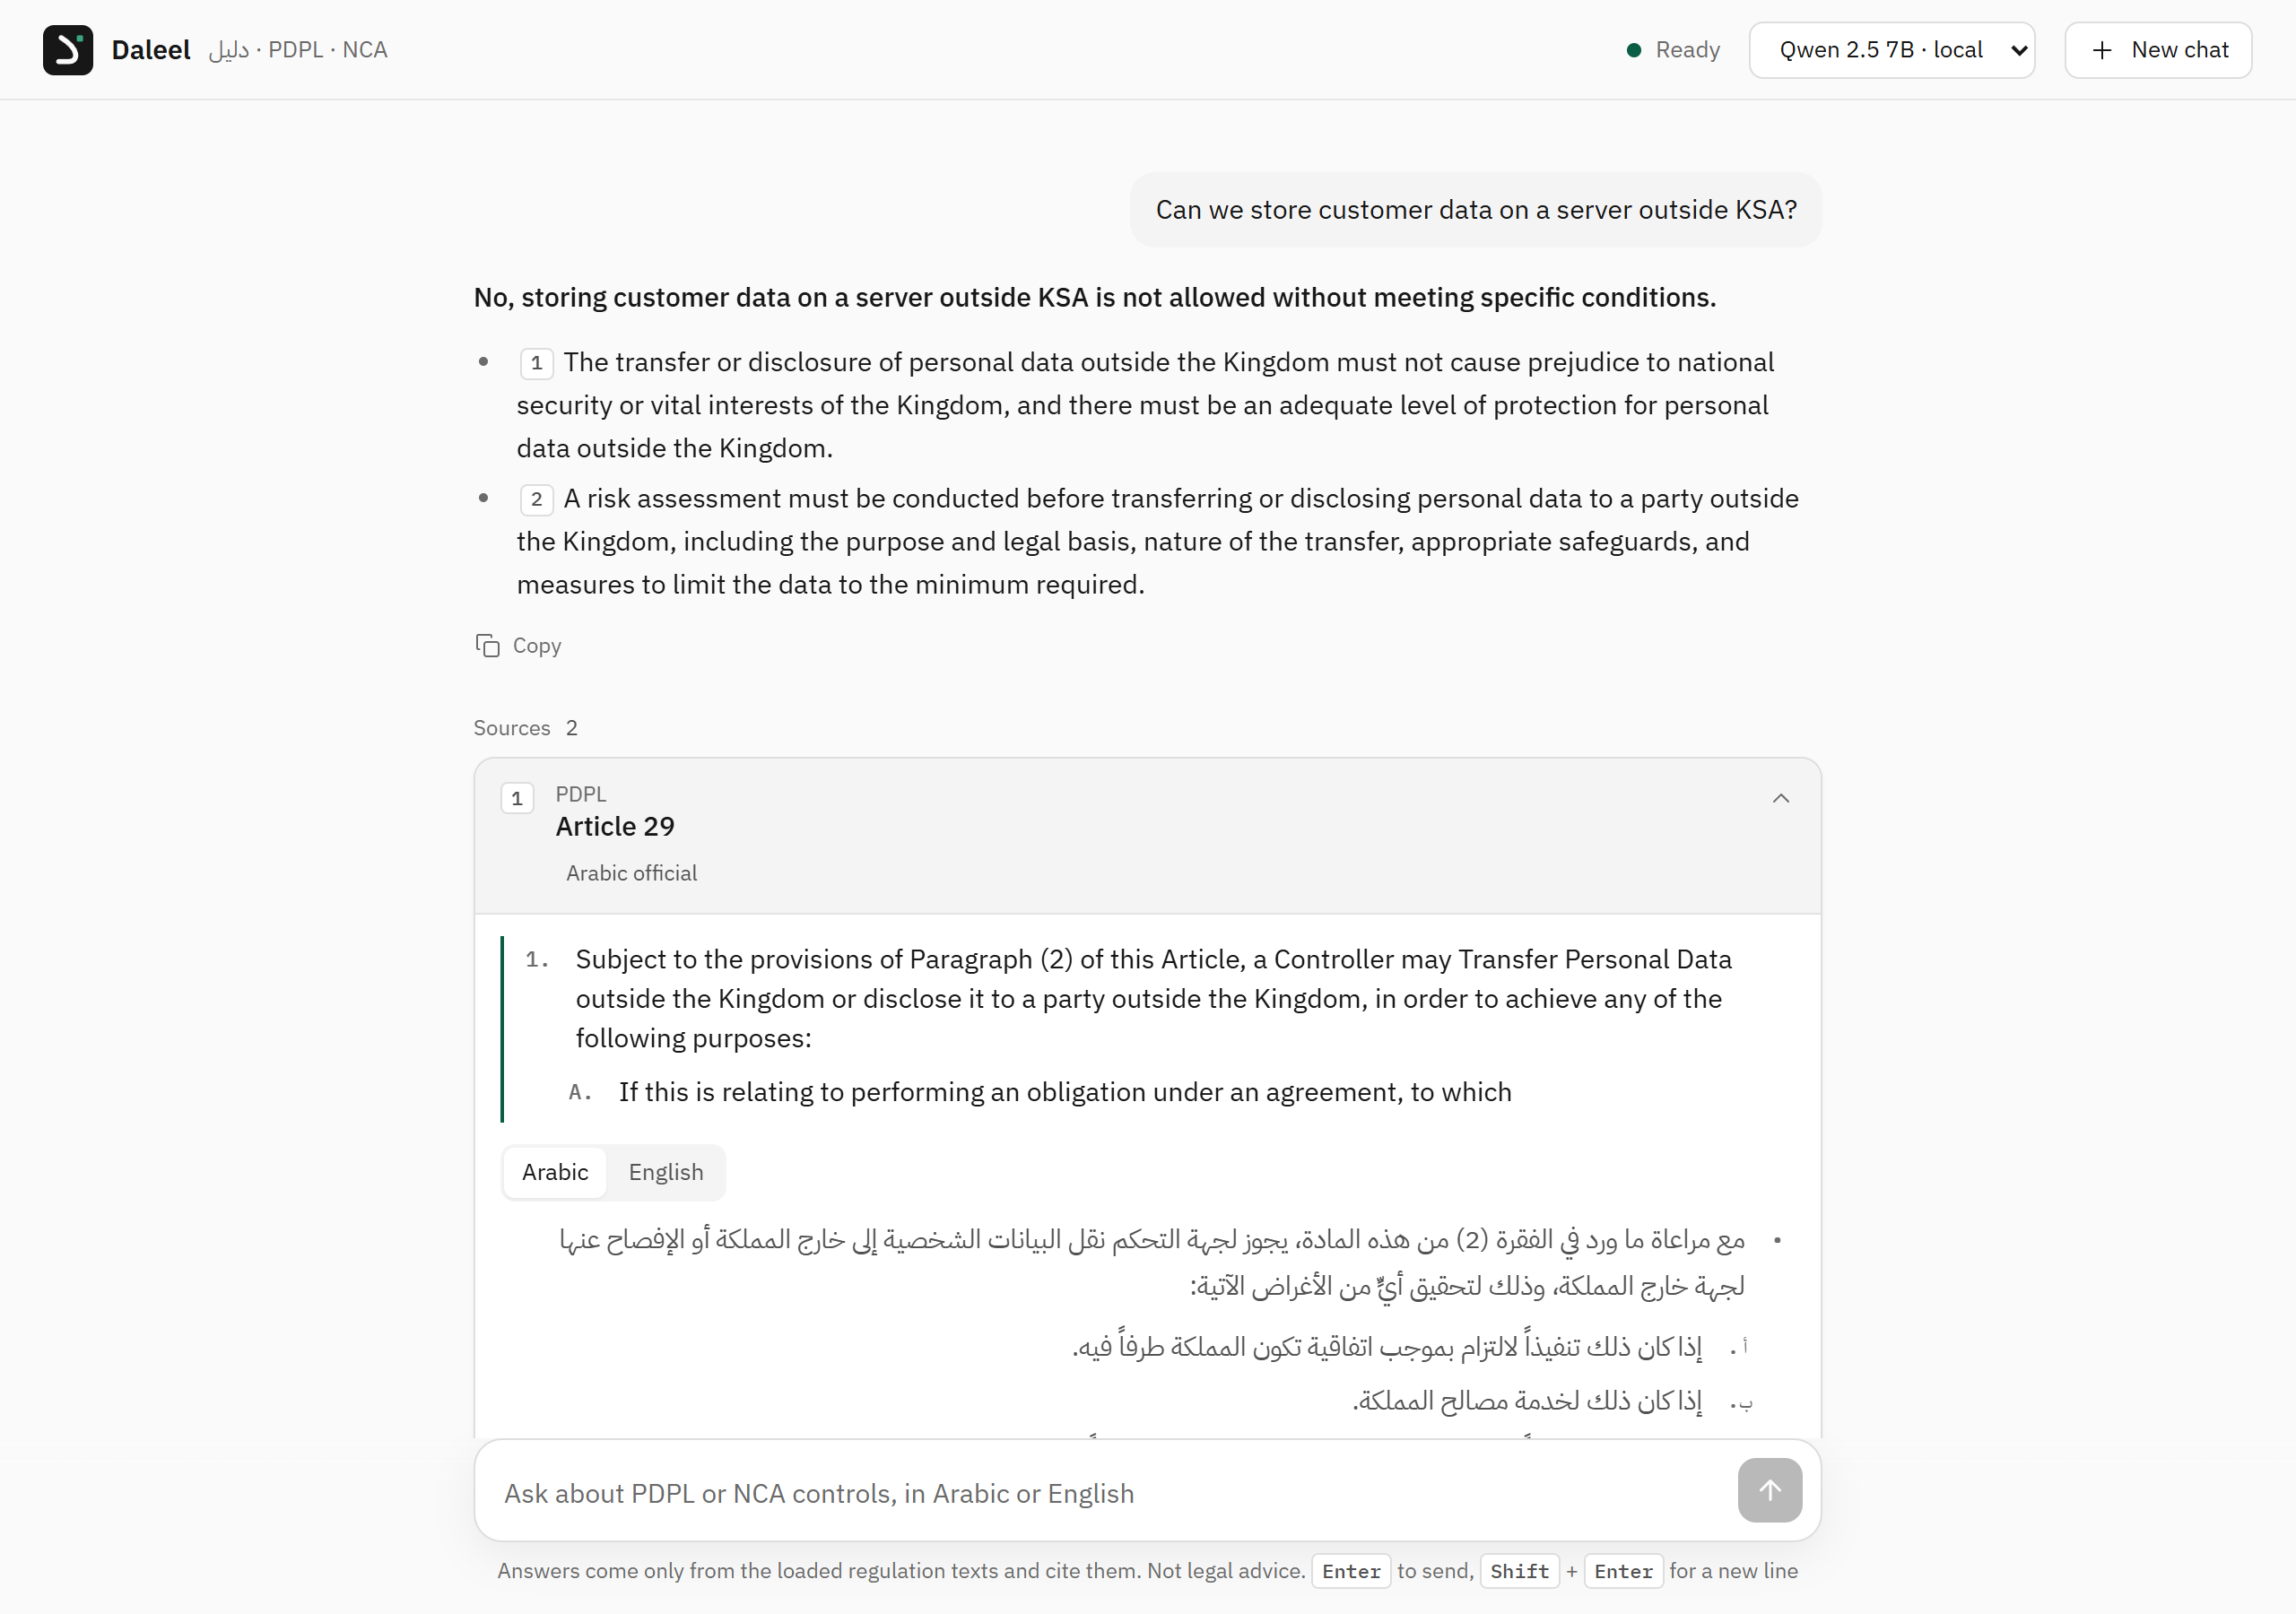 Daleel دليل · PDPL · NCA
Ready
Qwen 2.5 7B · local
New chat
Can we store customer data on a server outside KSA?
No, storing customer data on a server outside KSA is not allowed without meeting specific conditions.
• 1 The transfer or disclosure of personal data outside the Kingdom must not cause prejudice to national
security or vital interests of the Kingdom, and there must be an adequate level of protection for personal
data outside the Kingdom.
• 2 A risk assessment must be conducted before transferring or disclosing personal data to a party outside
the Kingdom, including the purpose and legal basis, nature of the transfer, appropriate safeguards, and
measures to limit the data to the minimum required.
Copy
Sources 2
1 PDPL
Article 29
Arabic official
1. Subject to the provisions of Paragraph (2) of this Article, a Controller may Transfer Personal Data
outside the Kingdom or disclose it to a party outside the Kingdom, in order to achieve any of the
following purposes:
A. If this is relating to performing an obligation under an agreement, to which
Arabic English
• مع مراعاة ما ورد في الفقرة (2) من هذه المادة، يجوز لجهة التحكم نقل البيانات الشخصية إلى خارج المملكة أو الإفصاح عنها
لجهة خارج المملكة، وذلك لتحقيق أيٍّ من الأغراض الآتية:
أ. إذا كان ذلك تنفيذاً لالتزام بموجب اتفاقية تكون المملكة طرفاً فيه.
ب. إذا كان ذلك لخدمة مصالح المملكة.
Ask about PDPL or NCA controls, in Arabic or English
Answers come only from the loaded regulation texts and cite them. Not legal advice. Enter to send, Shift + Enter for a new line